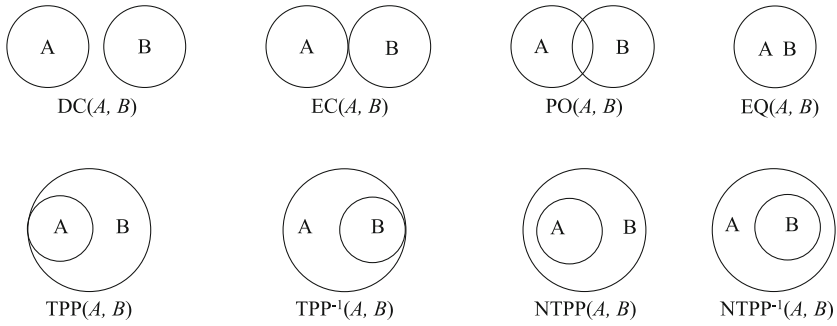 A B A B A B A B
DC(A, B) EC(A, B) PO(A, B) EQ(A, B)
A B A B A B A B
TPP(A, B) TPP⁻¹(A, B) NTPP(A, B) NTPP⁻¹(A, B)